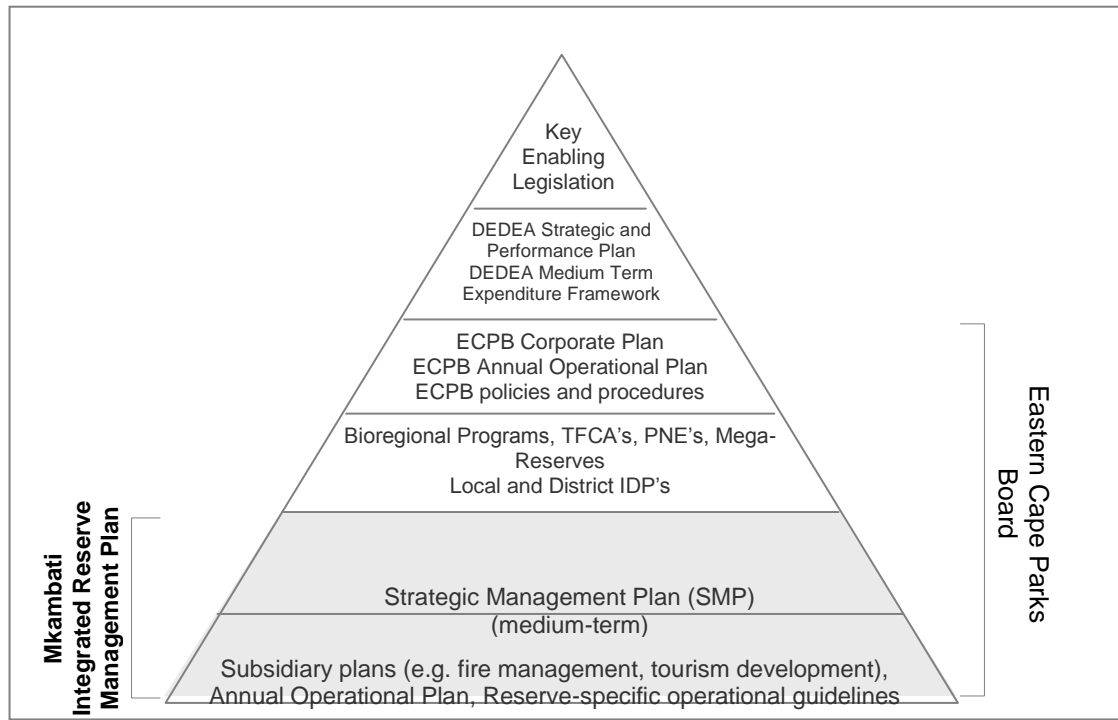 Key
Enabling
Legislation
DEDEA Strategic and
Performance Plan
DEDEA Medium Term
Expenditure Framework
ECPB Corporate Plan
ECPB Annual Operational Plan
ECPB policies and procedures
Bioregional Programs, TFCA's, PNE's, Mega-
Reserves
Local and District IDP's
Strategic Management Plan (SMP)
(medium-term)
Subsidiary plans (e.g. fire management, tourism development),
Annual Operational Plan, Reserve-specific operational guidelines
Mkambati
Integrated Reserve
Management Plan
Eastern Cape Parks
Board